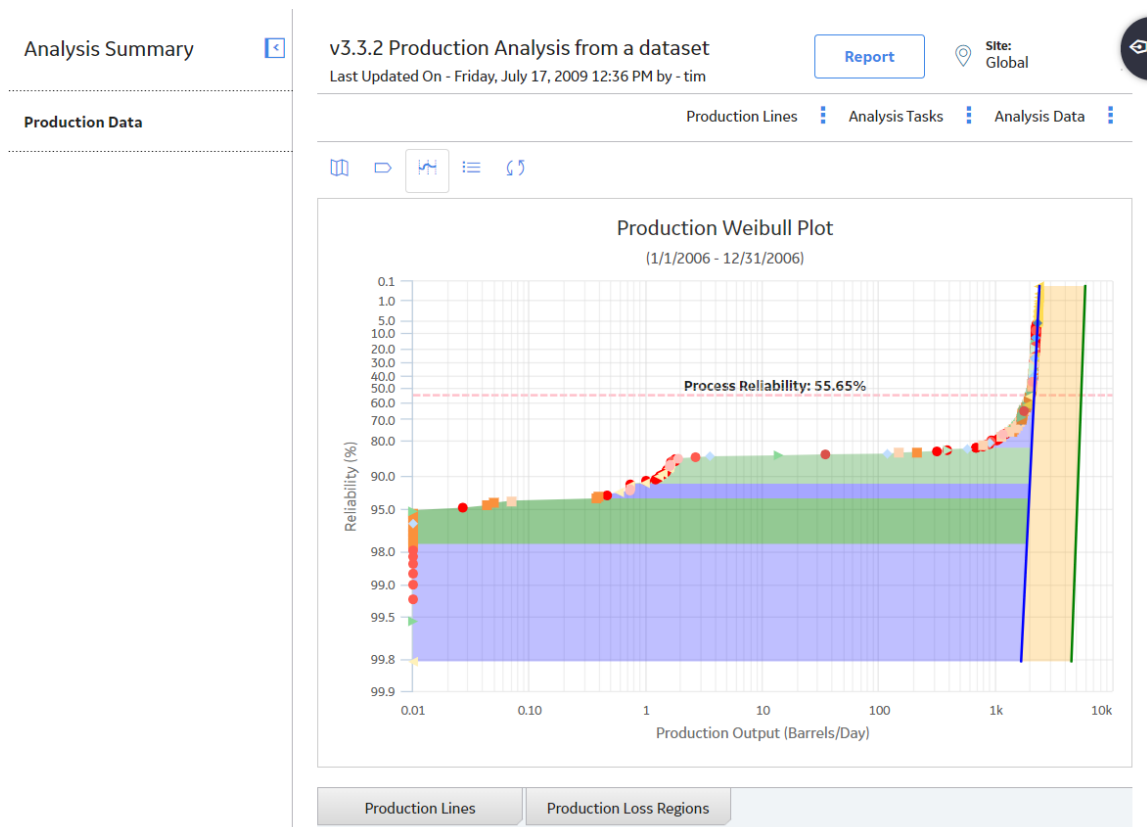 Analysis Summary
Production Data
v3.3.2 Production Analysis from a dataset
Last Updated On - Friday, July 17, 2009 12:36 PM by - tim
Report
Site:
Global
Production Lines
Analysis Tasks
Analysis Data
Production Weibull Plot
(1/1/2006 - 12/31/2006)
0.1
1.0
5.0
10.0
20.0
30.0
40.0
50.0
60.0
70.0
80.0
90.0
95.0
98.0
99.0
99.5
99.8
99.9
Reliability (%)
Process Reliability: 55.65%
0.01 0.10 1 10 100 1k 10k
Production Output (Barrels/Day)
Production Lines
Production Loss Regions